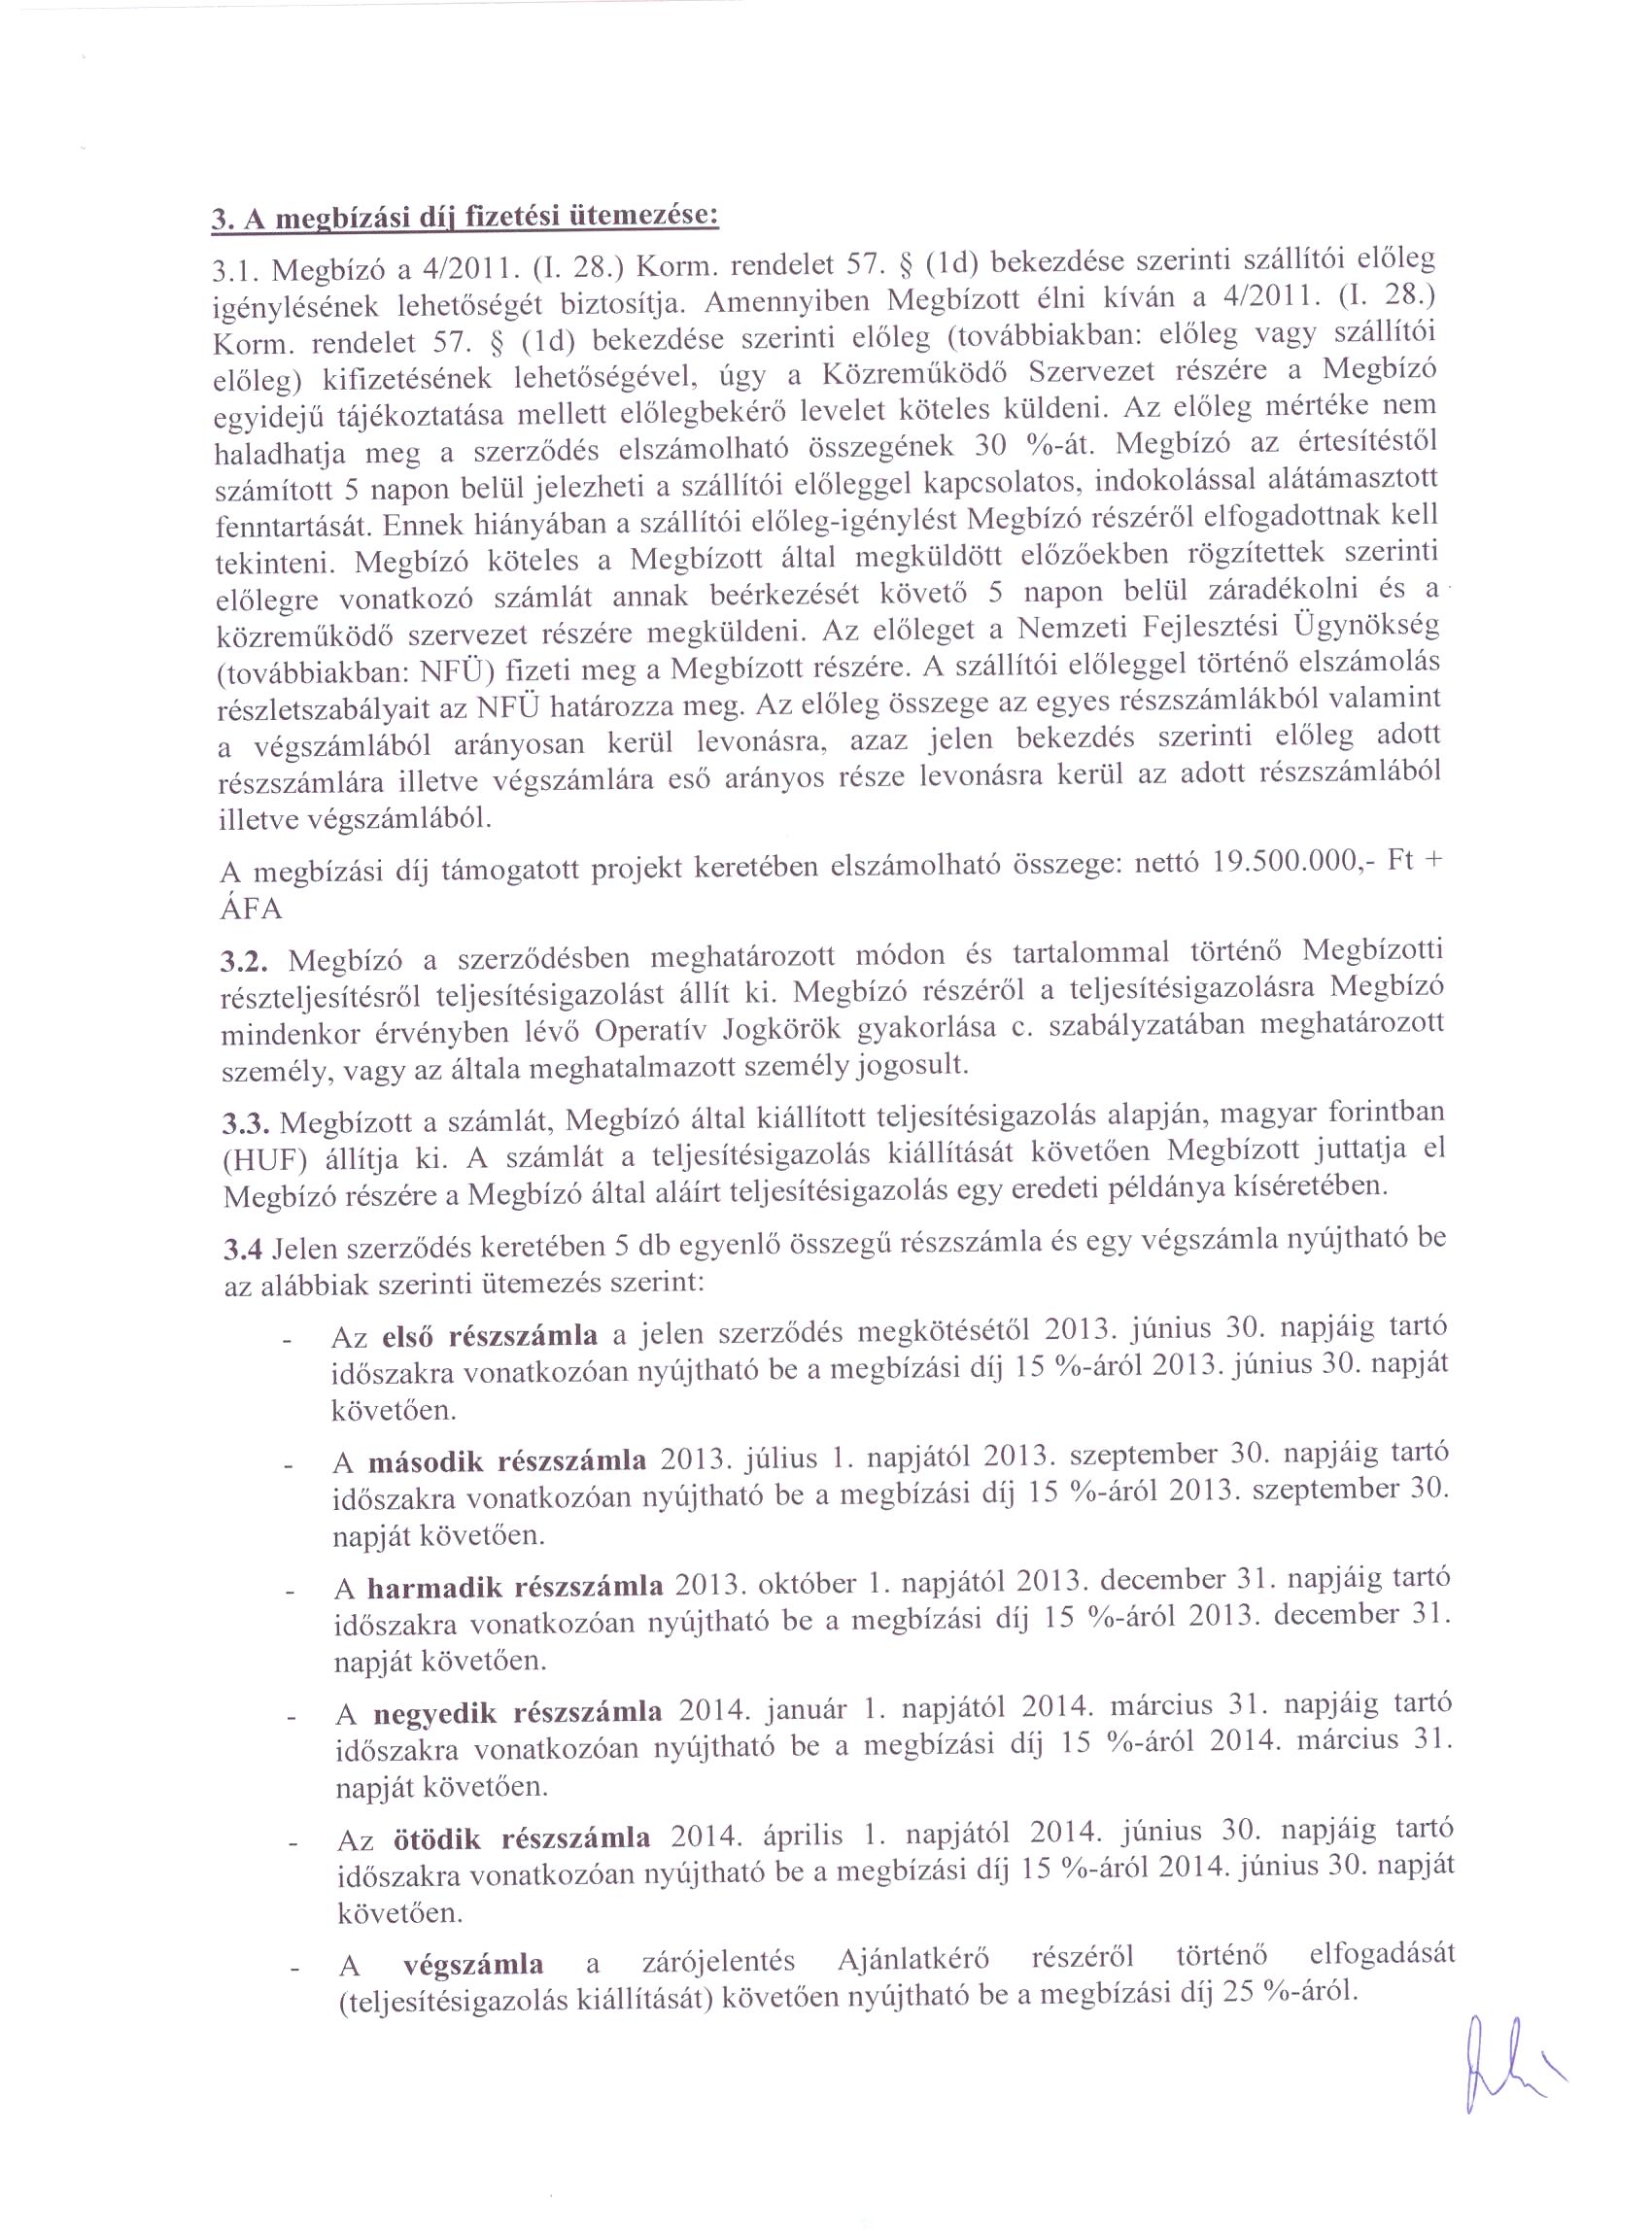 3. A megbízási díj fizetési ütemezése:
3.1. Megbízó a 4/2011. (I. 28.) Korm. rendelet 57. § (1d) bekezdése szerinti szállítói előleg
igénylésének lehetőségét biztosítja. Amennyiben Megbízott élni kíván a 4/2011. (I. 28.)
Korm. rendelet 57. § (1d) bekezdése szerinti előleg (továbbiakban: előleg vagy szállítói
előleg) kifizetésének lehetőségével, úgy a Közreműködő Szervezet részére a Megbízó
egyidejű tájékoztatása mellett előlegbekérő levelet köteles küldeni. Az előleg mértéke nem
haladhatja meg a szerződés elszámolható összegének 30 %-át. Megbízó az értesítéstől
számított 5 napon belül jelezheti a szállítói előleggel kapcsolatos, indokolással alátámasztott
fenntartását. Ennek hiányában a szállítói előleg-igénylést Megbízó részéről elfogadottnak kell
tekinteni. Megbízó köteles a Megbízott által megküldött előzőekben rögzítettek szerinti
előlegre vonatkozó számlát annak beérkezését követő 5 napon belül záradékolni és a
közreműködő szervezet részére megküldeni. Az előleget a Nemzeti Fejlesztési Ügynökség
(továbbiakban: NFÜ) fizeti meg a Megbízott részére. A szállítói előleggel történő elszámolás
részletszabályait az NFÜ határozza meg. Az előleg összege az egyes részszámlákból valamint
a végszámlából arányosan kerül levonásra, azaz jelen bekezdés szerinti előleg adott
részszámlára illetve végszámlára eső arányos része levonásra kerül az adott részszámlából
illetve végszámlából.
A megbízási díj támogatott projekt keretében elszámolható összege: nettó 19.500.000,- Ft +
ÁFA
3.2. Megbízó a szerződésben meghatározott módon és tartalommal történő Megbízotti
részteljesítésről teljesítésigazolást állít ki. Megbízó részéről a teljesítésigazolásra Megbízó
mindenkor érvényben lévő Operatív Jogkörök gyakorlása c. szabályzatában meghatározott
személy, vagy az általa meghatalmazott személy jogosult.
3.3. Megbízott a számlát, Megbízó által kiállított teljesítésigazolás alapján, magyar forintban
(HUF) állítja ki. A számlát a teljesítésigazolás kiállítását követően Megbízott juttatja el
Megbízó részére a Megbízó által aláírt teljesítésigazolás egy eredeti példánya kíséretében.
3.4 Jelen szerződés keretében 5 db egyenlő összegű részszámla és egy végszámla nyújtható be
az alábbiak szerinti ütemezés szerint:
- Az első részszámla a jelen szerződés megkötésétől 2013. június 30. napjáig tartó
időszakra vonatkozóan nyújtható be a megbízási díj 15 %-áról 2013. június 30. napját
követően.
- A második részszámla 2013. július 1. napjától 2013. szeptember 30. napjáig tartó
időszakra vonatkozóan nyújtható be a megbízási díj 15 %-áról 2013. szeptember 30.
napját követően.
- A harmadik részszámla 2013. október 1. napjától 2013. december 31. napjáig tartó
időszakra vonatkozóan nyújtható be a megbízási díj 15 %-áról 2013. december 31.
napját követően.
- A negyedik részszámla 2014. január 1. napjától 2014. március 31. napjáig tartó
időszakra vonatkozóan nyújtható be a megbízási díj 15 %-áról 2014. március 31.
napját követően.
- Az ötödik részszámla 2014. április 1. napjától 2014. június 30. napjáig tartó
időszakra vonatkozóan nyújtható be a megbízási díj 15 %-áról 2014. június 30. napját
követően.
- A végszámla a zárójelentés Ajánlatkérő részéről történő elfogadását
(teljesítésigazolás kiállítását) követően nyújtható be a megbízási díj 25 %-áról.